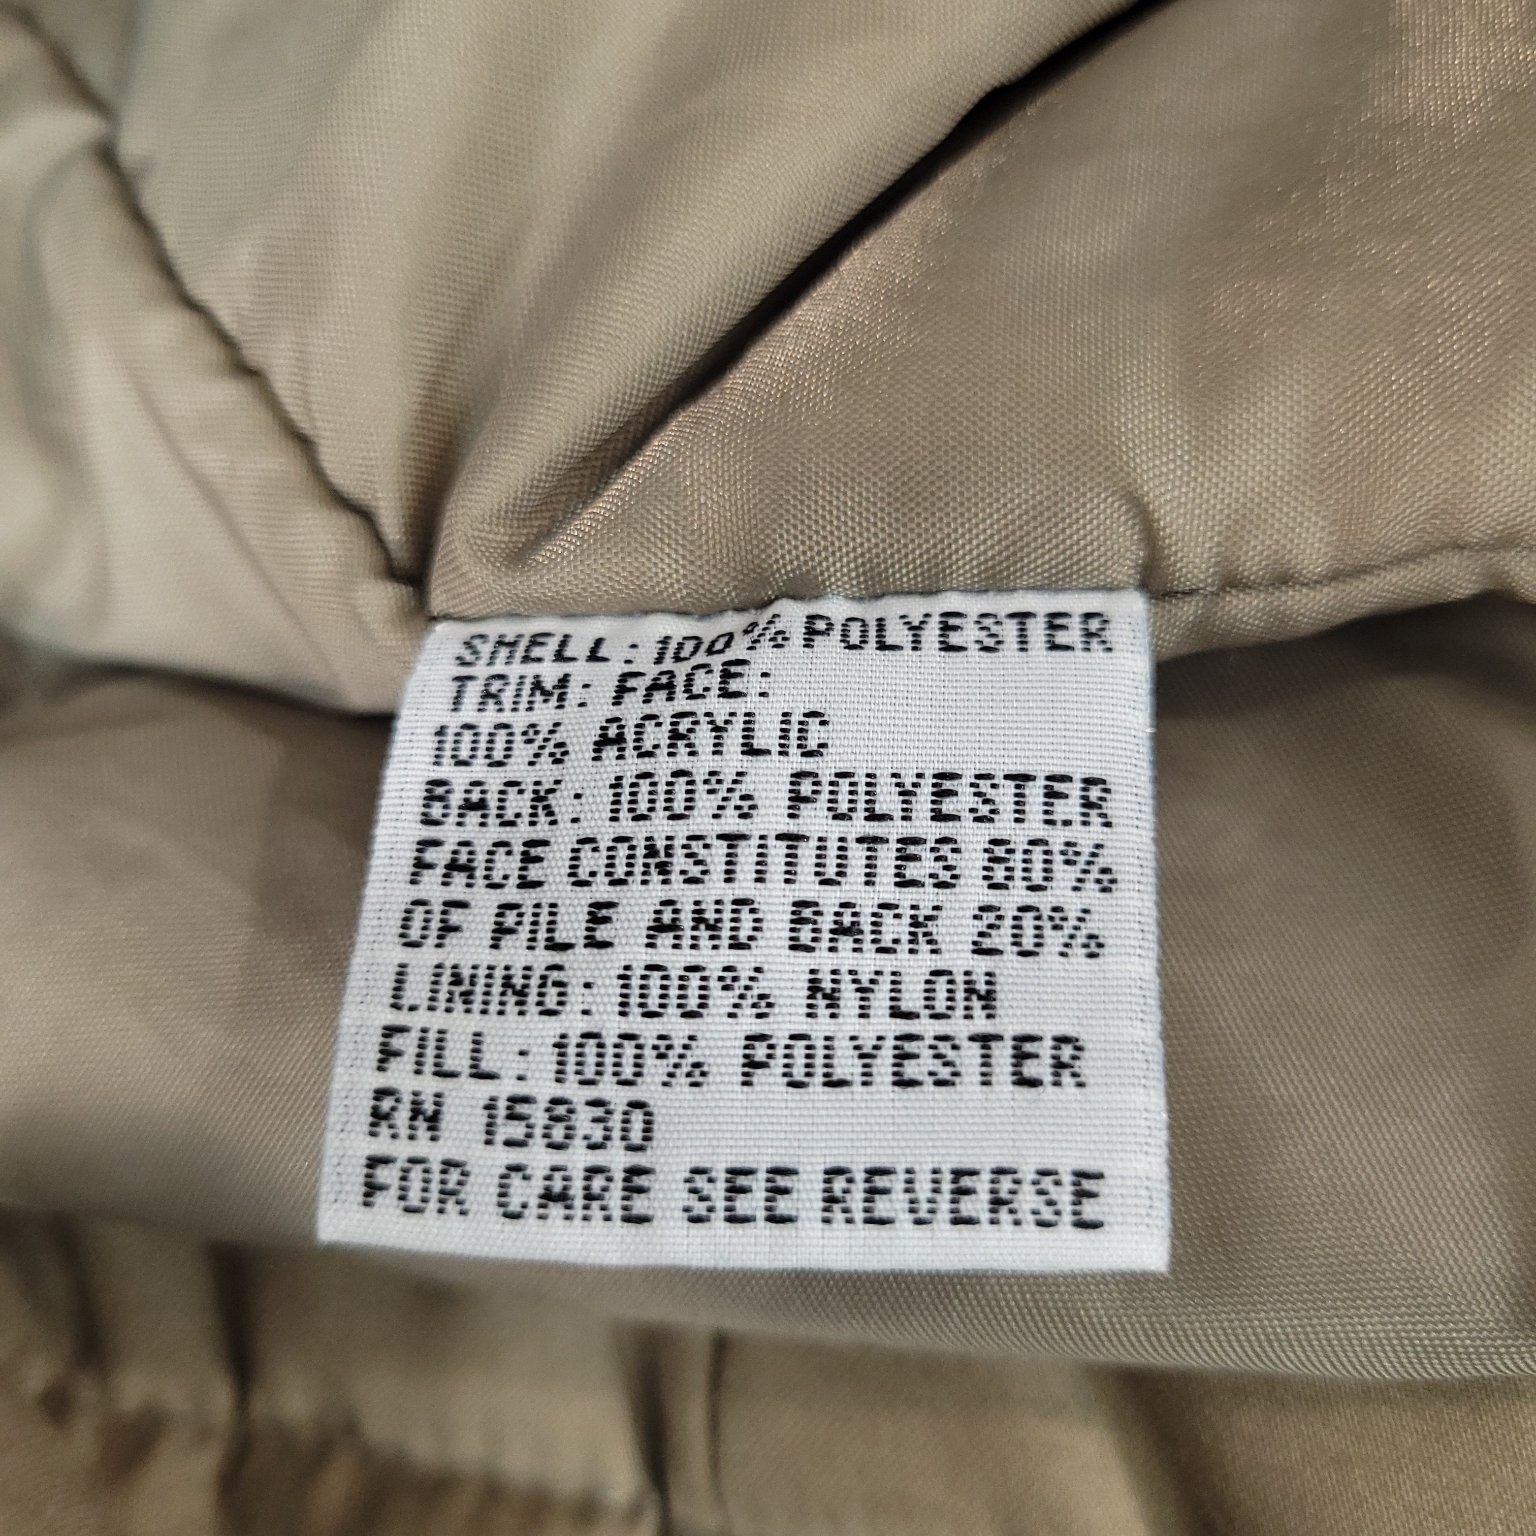 SHELL: 100% POLYESTER
TRIM: FACE:
100% ACRYLIC
BACK: 100% POLYESTER
FACE CONSTITUTES 80%
OF PILE AND BACK 20%
LINING: 100% NYLON
FILL: 100% POLYESTER
RN 15830
FOR CARE SEE REVERSE